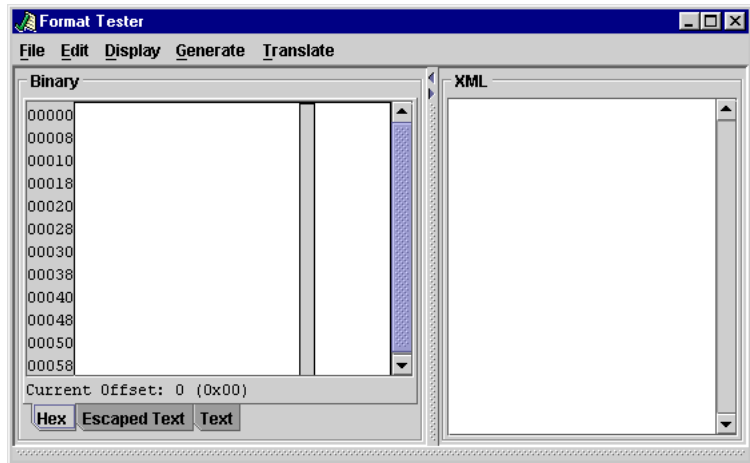 Format Tester
File Edit Display Generate Translate
Binary
00000
00008
00010
00018
00020
00028
00030
00038
00040
00048
00050
00058
Current Offset: 0 (0x00)
Hex Escaped Text Text
XML